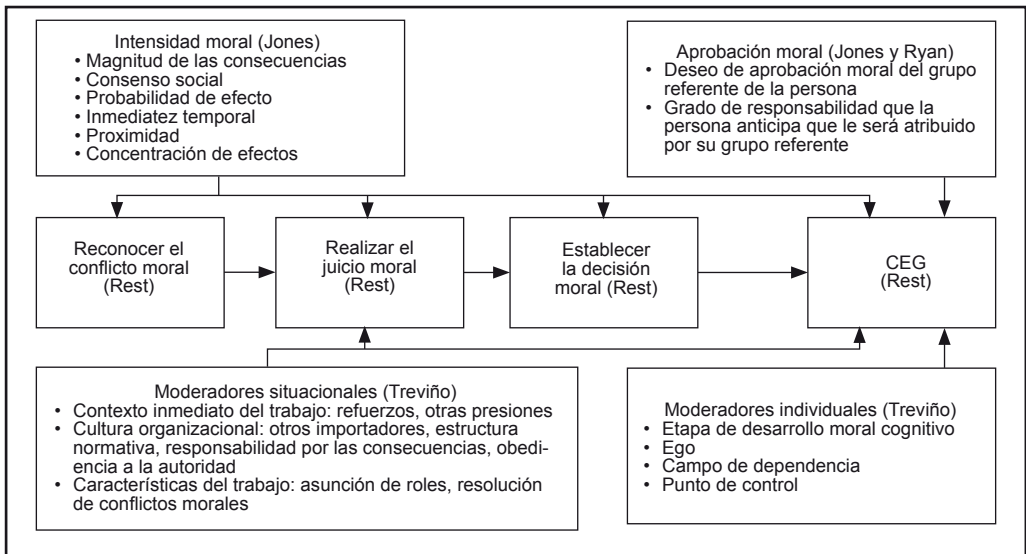 Intensidad moral (Jones)
• Magnitud de las consecuencias
• Consenso social
• Probabilidad de efecto
• Inmediatez temporal
• Proximidad
• Concentración de efectos
Aprobación moral (Jones y Ryan)
• Deseo de aprobación moral del grupo
referente de la persona
• Grado de responsabilidad que la
persona anticipa que le será atribuido
por su grupo referente
Reconocer el
conflicto moral
(Rest)
Realizar el
juicio moral
(Rest)
Establecer
la decisión
moral (Rest)
CEG
(Rest)
Moderadores situacionales (Treviño)
• Contexto inmediato del trabajo: refuerzos, otras presiones
• Cultura organizacional: otros importadores, estructura
normativa, responsabilidad por las consecuencias, obedi-
encia a la autoridad
• Características del trabajo: asunción de roles, resolución
de conflictos morales
Moderadores individuales (Treviño)
• Etapa de desarrollo moral cognitivo
• Ego
• Campo de dependencia
• Punto de control